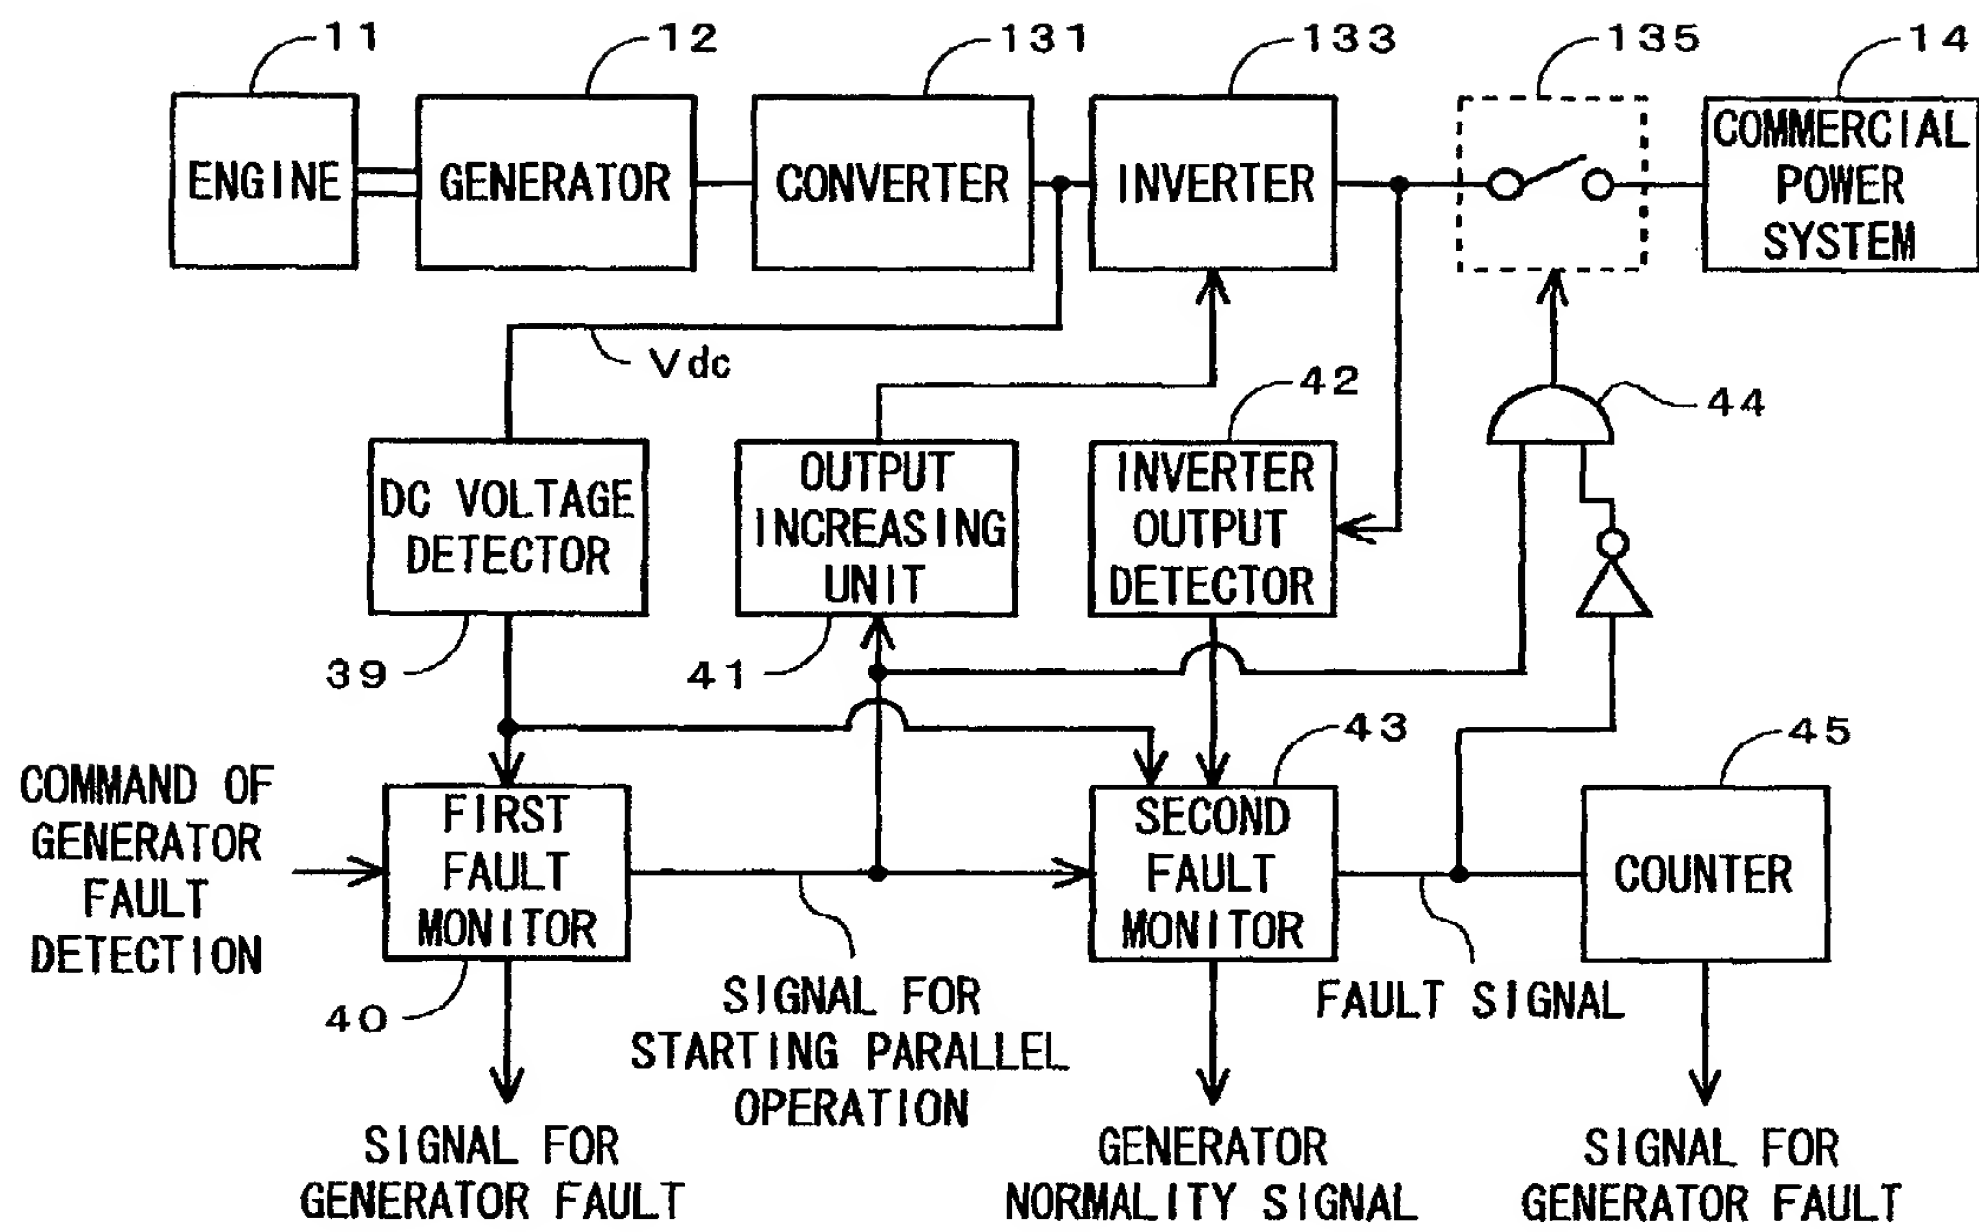 11
12
131
133
135
14
ENGINE
GENERATOR
CONVERTER
INVERTER
COMMERCIAL
POWER
SYSTEM
Vdc
42
44
DC VOLTAGE
DETECTOR
OUTPUT
INCREASING
UNIT
INVERTER
OUTPUT
DETECTOR
39
41
43
45
COMMAND OF
GENERATOR
FAULT
DETECTION
FIRST
FAULT
MONITOR
SECOND
FAULT
MONITOR
COUNTER
40
SIGNAL FOR
STARTING PARALLEL
OPERATION
FAULT SIGNAL
SIGNAL FOR
GENERATOR FAULT
GENERATOR
NORMALITY SIGNAL
SIGNAL FOR
GENERATOR FAULT